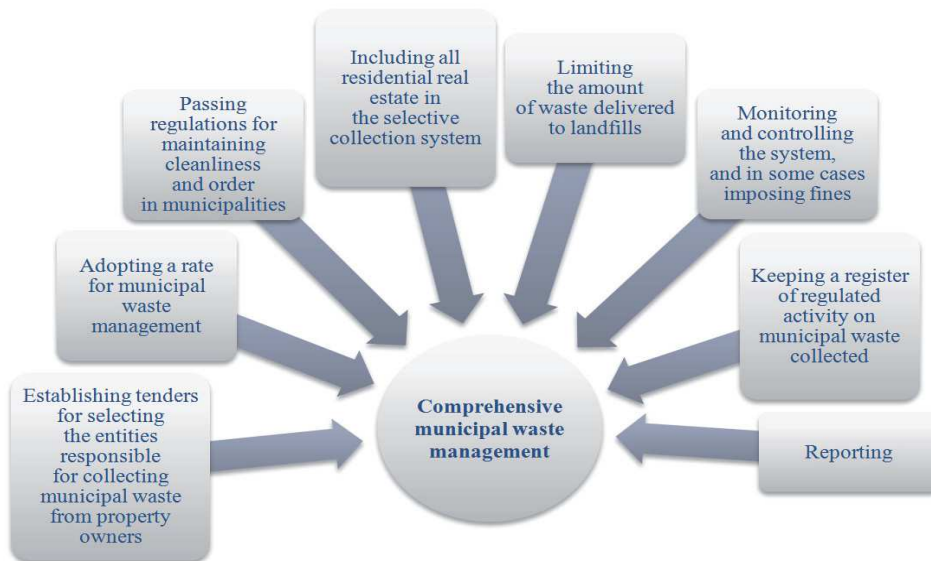 Establishing tenders
for selecting
the entities
responsible
for collecting
municipal waste
from property
owners
Adopting a rate
for municipal
waste
management
Passing
regulations for
maintaining
cleanliness
and order
in municipalities
Including all
residential real
estate in
the selective
collection system
Limiting
the amount
of waste delivered
to landfills
Monitoring
and controlling
the system,
and in some cases
imposing fines
Keeping a register
of regulated
activity on
municipal waste
collected
Reporting
Comprehensive
municipal waste
management